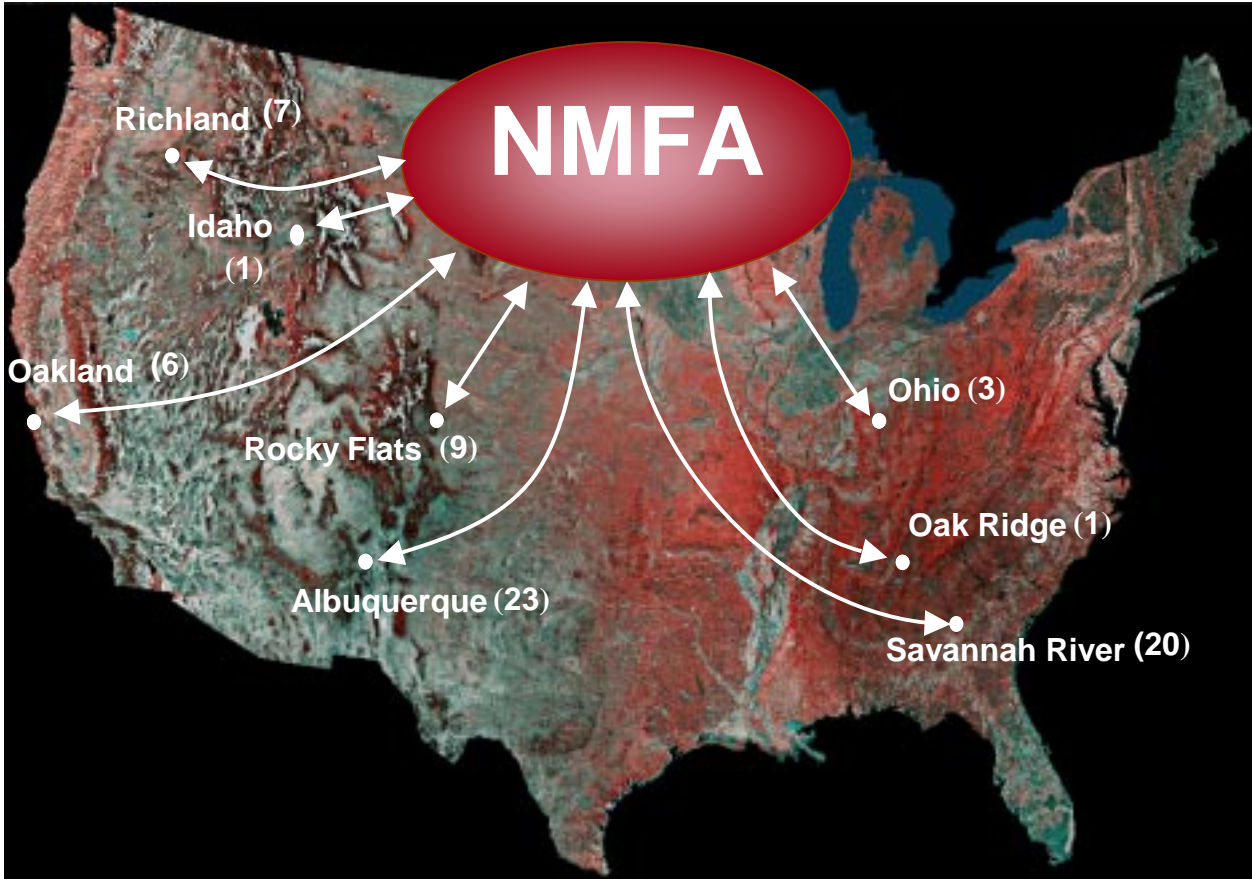 NMFA
Richland (7)
Idaho
(1)
Oakland (6)
Rocky Flats (9)
Ohio (3)
Oak Ridge (1)
Albuquerque (23)
Savannah River (20)